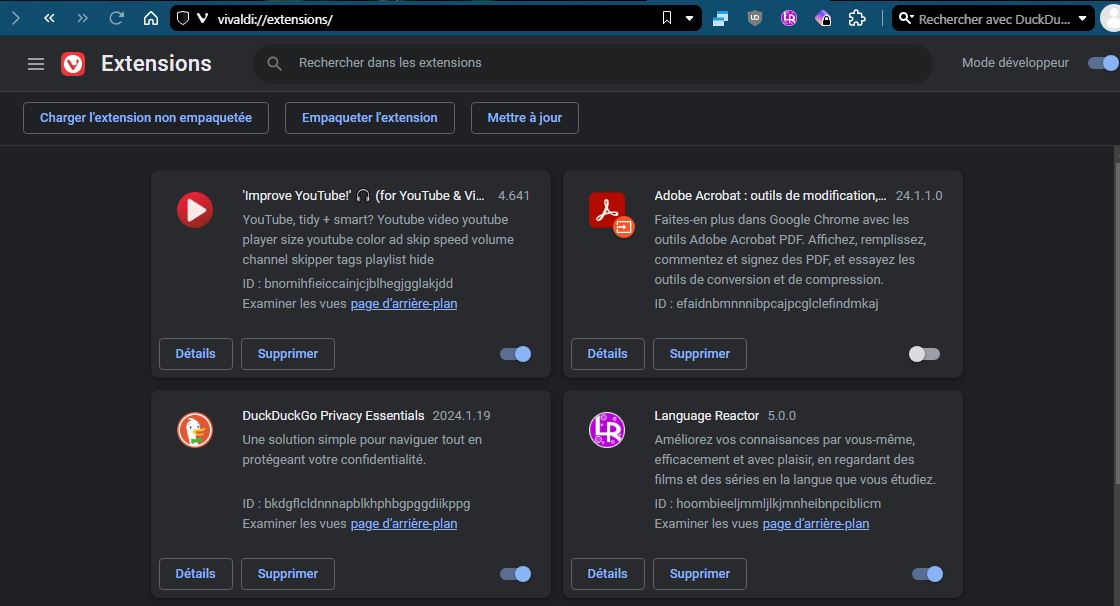 vivaldi://extensions/
Rechercher avec DuckDu...
Extensions
Rechercher dans les extensions
Mode développeur
Charger l'extension non empaquetée
Empaqueter l'extension
Mettre à jour
'Improve YouTube!' 🎧 (for YouTube & Vi... 4.641
YouTube, tidy + smart? Youtube video youtube
player size youtube color ad skip speed volume
channel skipper tags playlist hide
ID : bnomihfieiccainjcjblhegjgglakjdd
Examiner les vues page d'arrière-plan
Détails
Supprimer
Adobe Acrobat : outils de modification,... 24.1.1.0
Faites-en plus dans Google Chrome avec les
outils Adobe Acrobat PDF. Affichez, remplissez,
commentez et signez des PDF, et essayez les
outils de conversion et de compression.
ID : efaidnbmnnnibpcajpcglclefindmkaj
Détails
Supprimer
DuckDuckGo Privacy Essentials 2024.1.19
Une solution simple pour naviguer tout en
protégeant votre confidentialité.
ID : bkdgflcldnnnapblkhphbgpggdiikppg
Examiner les vues page d'arrière-plan
Détails
Supprimer
LR
Language Reactor 5.0.0
Améliorez vos connaisances par vous-même,
efficacement et avec plaisir, en regardant des
films et des séries en la langue que vous étudiez.
ID : hoombieeljmmljlkjmnheibnpciblicm
Examiner les vues page d'arrière-plan
Détails
Supprimer